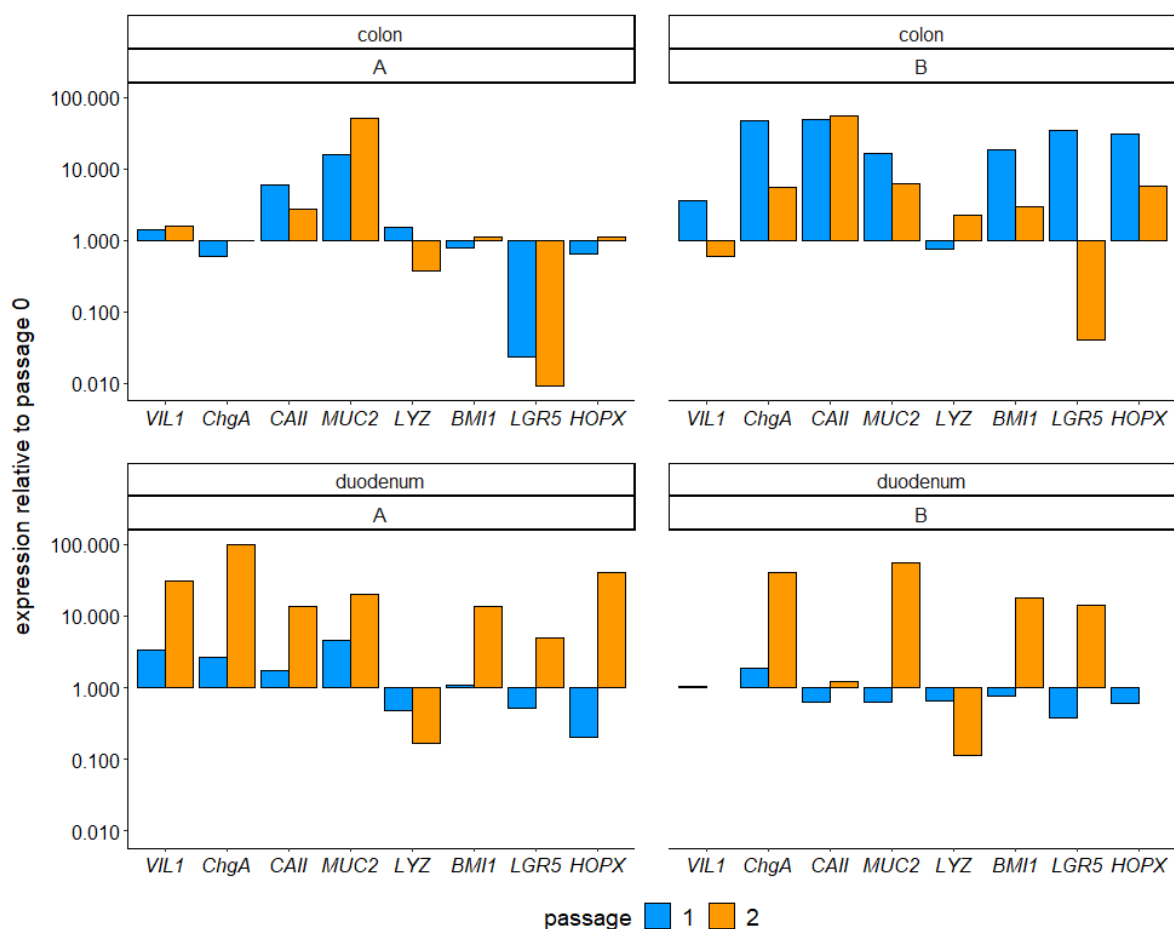 colon
A
colon
B
expression relative to passage 0
100.000
10.000
1.000
0.100
0.010
VIL1 ChgA CAII MUC2 LYZ BMI1 LGR5 HOPX
VIL1 ChgA CAII MUC2 LYZ BMI1 LGR5 HOPX
duodenum
A
duodenum
B
100.000
10.000
1.000
0.100
0.010
VIL1 ChgA CAII MUC2 LYZ BMI1 LGR5 HOPX
VIL1 ChgA CAII MUC2 LYZ BMI1 LGR5 HOPX
passage 1 2